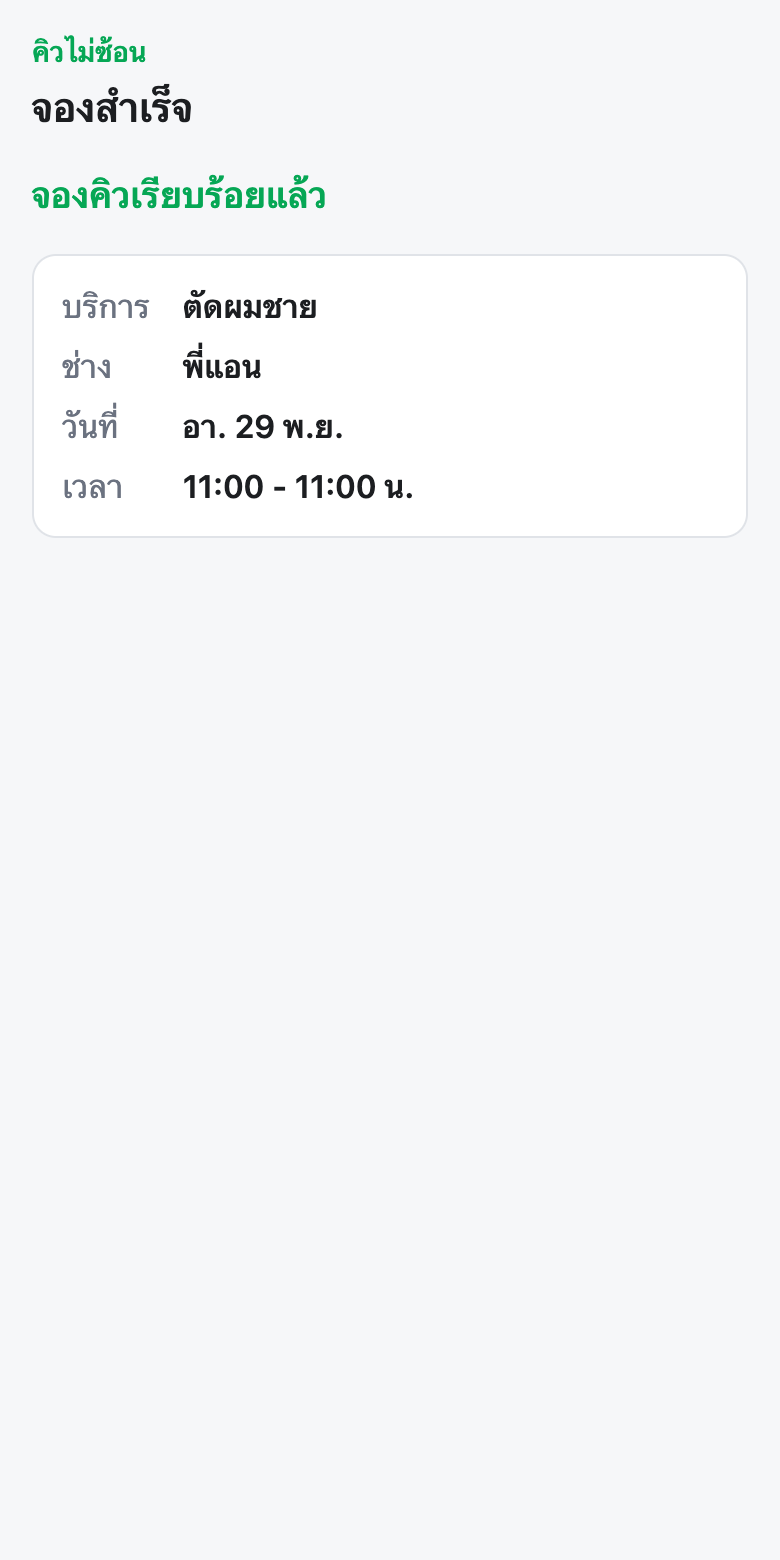 คิวไม่ซ้อน
จองสำเร็จ
จองคิวเรียบร้อยแล้ว
บริการ ตัดผมชาย
ช่าง พี่แอน
วันที่ อา. 29 พ.ย.
เวลา 11:00 - 11:00 น.